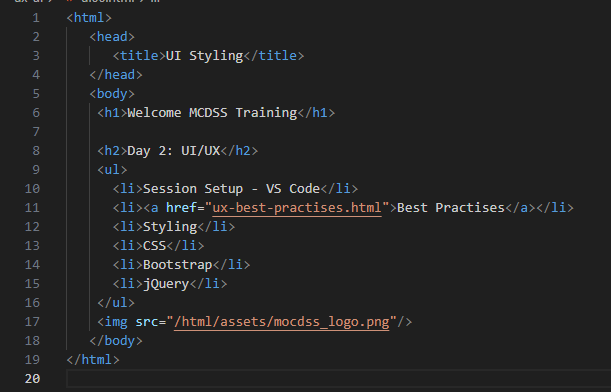 1 <html>
2 <head>
3 <title>UI Styling</title>
4 </head>
5 <body>
6 <h1>Welcome MCDSS Training</h1>
7
8 <h2>Day 2: UI/UX</h2>
9 <ul>
10 <li>Session Setup - VS Code</li>
11 <li><a href="ux-best-practises.html">Best Practises</a></li>
12 <li>Styling</li>
13 <li>CSS</li>
14 <li>Bootstrap</li>
15 <li>jQuery</li>
16 </ul>
17 <img src="/html/assets/mocdss_logo.png"/>
18 </body>
19 </html>
20